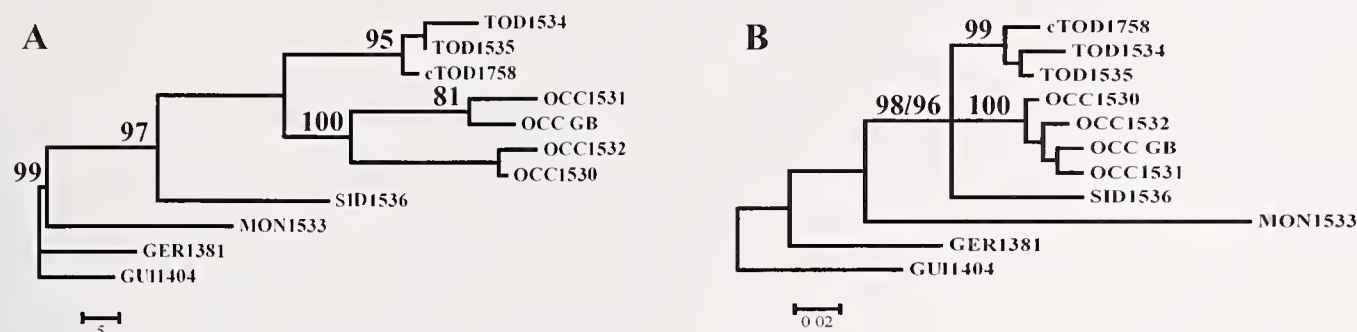 A
95
TOD1534
TOD1535
cTOD1758
81
OCC1531
OCC GB
100
OCC1532
OCC1530
97
SID1536
99
MON1533
GER1381
GUI1404
5
B
99
cTOD1758
TOD1534
TOD1535
98/96
100
OCC1530
OCC1532
OCC GB
OCC1531
SID1536
MON1533
GER1381
GUI1404
0.02